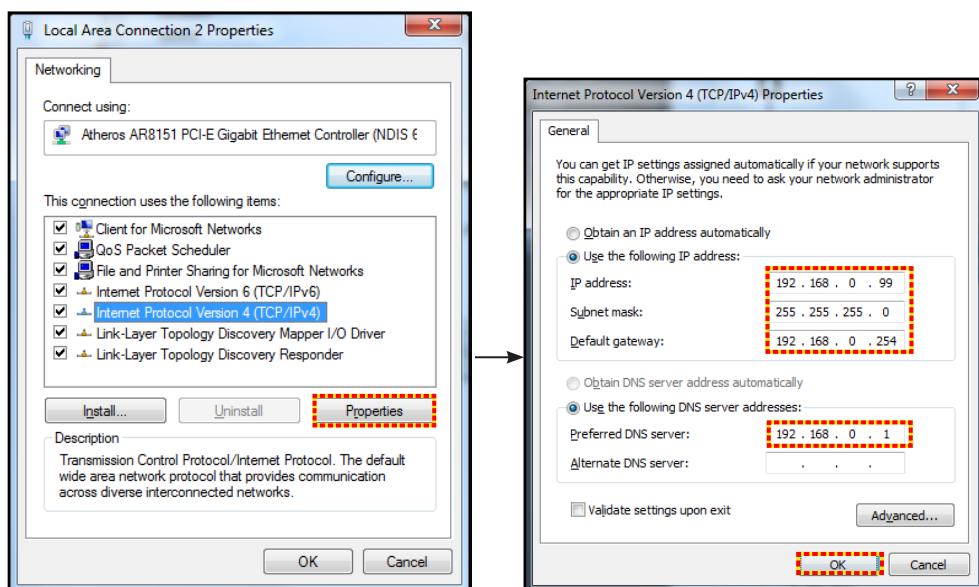 Local Area Connection 2 Properties
Networking
Connect using:
Atheros AR8151 PCI-E Gigabit Ethernet Controller (NDIS 6
Configure...
This connection uses the following items:
Client for Microsoft Networks
QoS Packet Scheduler
File and Printer Sharing for Microsoft Networks
Internet Protocol Version 6 (TCP/IPv6)
Internet Protocol Version 4 (TCP/IPv4)
Link-Layer Topology Discovery Mapper I/O Driver
Link-Layer Topology Discovery Responder
Install...
Uninstall
Properties
Description
Transmission Control Protocol/Internet Protocol. The default
wide area network protocol that provides communication
across diverse interconnected networks.
OK
Cancel
Internet Protocol Version 4 (TCP/IPv4) Properties
General
You can get IP settings assigned automatically if your network supports
this capability. Otherwise, you need to ask your network administrator
for the appropriate IP settings.
Obtain an IP address automatically
Use the following IP address:
IP address: 192 . 168 . 0 . 99
Subnet mask: 255 . 255 . 255 . 0
Default gateway: 192 . 168 . 0 . 254
Obtain DNS server address automatically
Use the following DNS server addresses:
Preferred DNS server: 192 . 168 . 0 . 1
Alternate DNS server: . . .
Validate settings upon exit
Advanced...
OK
Cancel